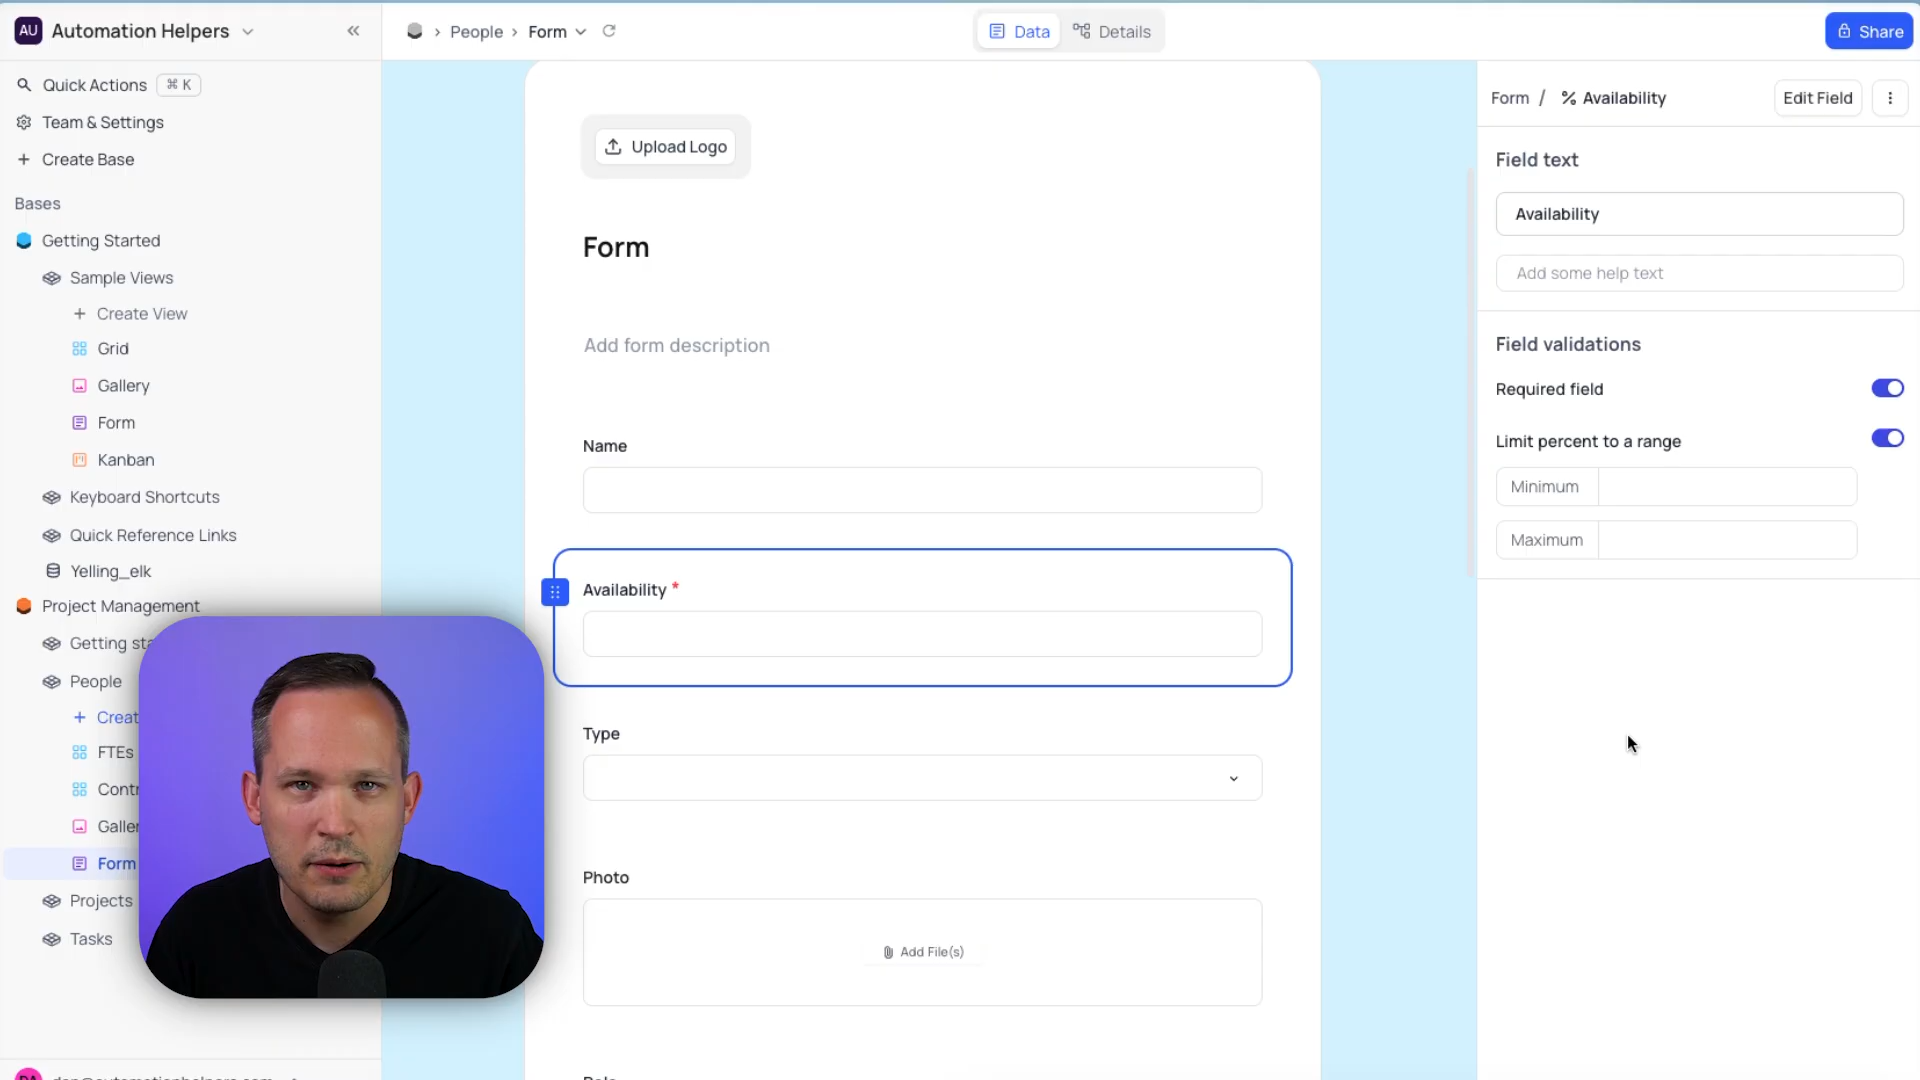 AU Automation Helpers
People › Form
Data
Details
Share
Quick Actions ⌘ K
Team & Settings
Create Base
Bases
Getting Started
Sample Views
Create View
Grid
Gallery
Form
Kanban
Keyboard Shortcuts
Quick Reference Links
Yelling_elk
Project Management
Getting sta
People
Creat
FTEs
Contr
Galler
Form
Projects
Tasks
Upload Logo
Form
Add form description
Name
Availability *
Type
Photo
Add File(s)
Form / % Availability
Edit Field
Field text
Availability
Add some help text
Field validations
Required field
Limit percent to a range
Minimum
Maximum